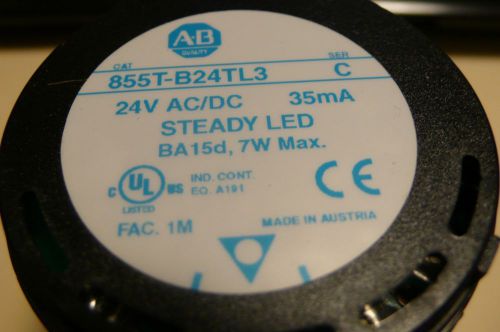 A-B
QUALITY
CAT SER
855T-B24TL3 C
24V AC/DC 35mA
STEADY LED
BA15d, 7W Max.
C UL US
LISTED
IND. CONT.
EQ. A191
CE
FAC. 1M
MADE IN AUSTRIA